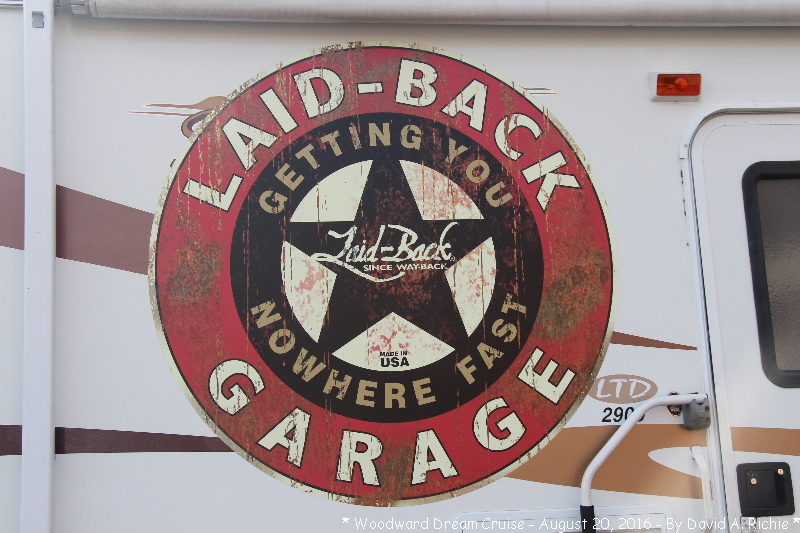 LAID-BACK
GETTING YOU
Laid-Back
SINCE WAY-BACK
MADE IN
USA
NOWHERE FAST
GARAGE
LTD
290
* Woodward Dream Cruise - August 20, 2016 - By David A. Richie *